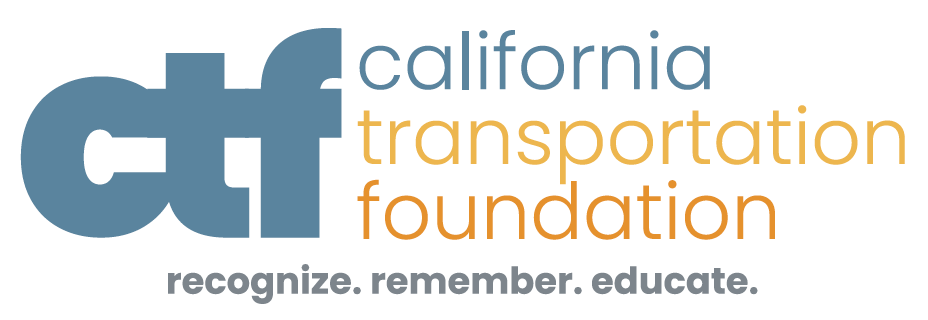 ctf
california
transportation
foundation
recognize. remember. educate.